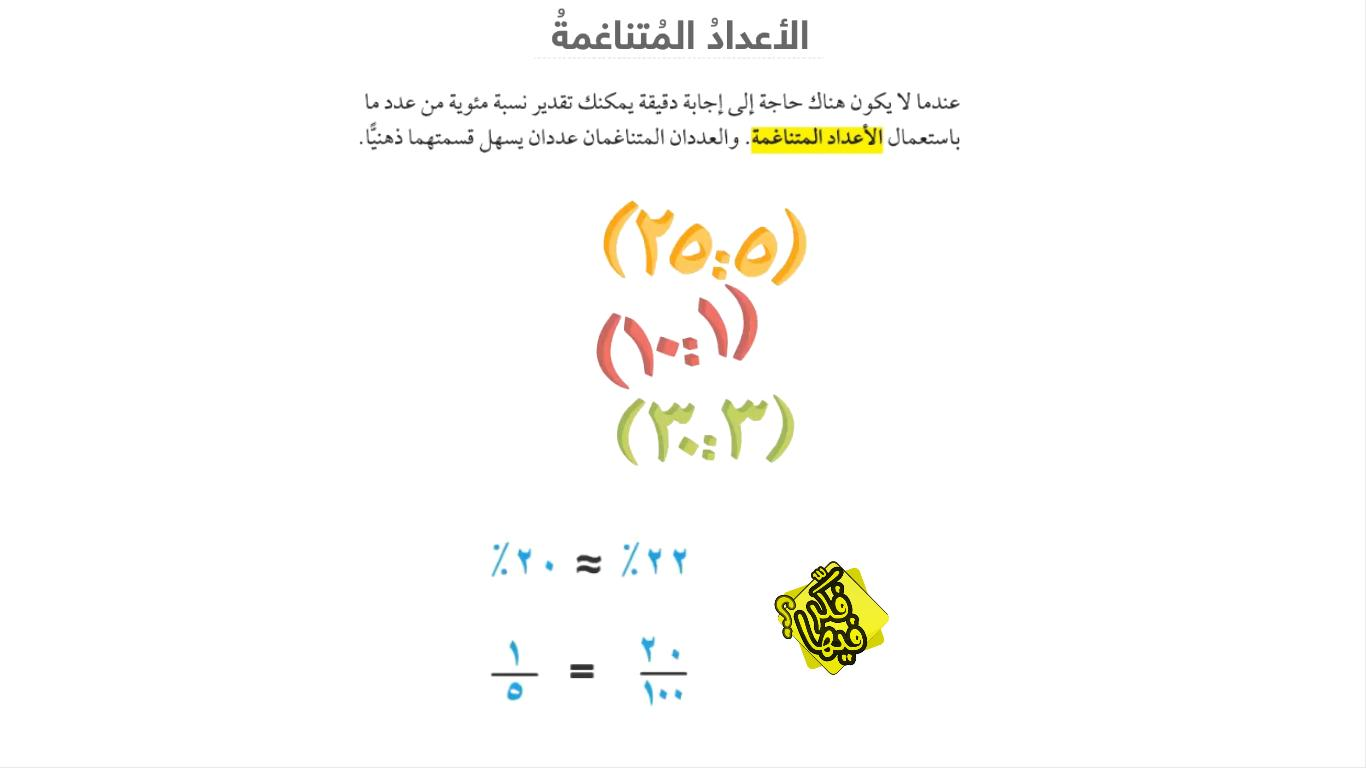 الأعدادُ المُتناغمةُ
عندما لا يكون هناك حاجة إلى إجابة دقيقة يمكنك تقدير نسبة مئوية من عدد ما
باستعمال الأعداد المتناغمة. والعددان المتناغمان عددان يسهل قسمتهما ذهنيًّا.
(٢٥؛٥)
(١٠؛١)
(٣٠؛٣)
٢٢٪ ≈ ٢٠٪
٢٠/١٠٠ = ١/٥
فكّر
فيها؟